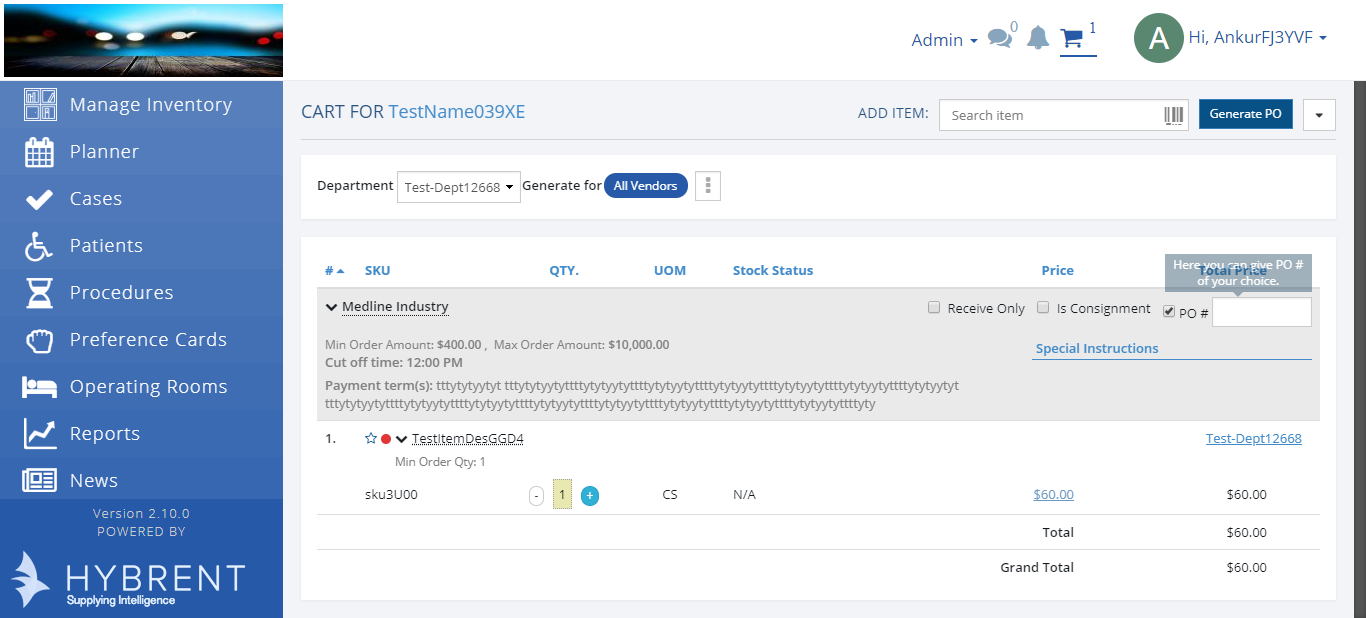 Admin
0
1
A
Hi, AnkurFJ3YVF
Manage Inventory
Planner
Cases
Patients
Procedures
Preference Cards
Operating Rooms
Reports
News
Version 2.10.0
POWERED BY
HYBRENT
Supplying Intelligence
CART FOR TestName039XE
ADD ITEM:
Search item
Generate PO
Department
Test-Dept12668
Generate for
All Vendors
# SKU QTY. UOM Stock Status Price Total Price
Here you can give PO #
of your choice.
Medline Industry
Receive Only
Is Consignment
PO #
Min Order Amount: $400.00 , Max Order Amount: $10,000.00
Cut off time: 12:00 PM
Special Instructions
Payment term(s):
1.
TestItemDesGGD4
Test-Dept12668
Min Order Qty: 1
sku3U00 - 1 + CS N/A $60.00 $60.00
Total $60.00
Grand Total $60.00